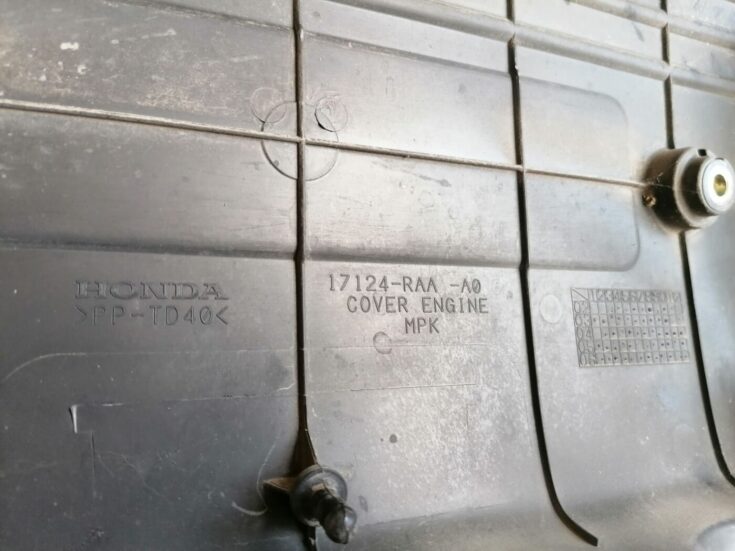 HONDA
>PP-TD40<
17124-RAA -A0
COVER ENGINE
MPK